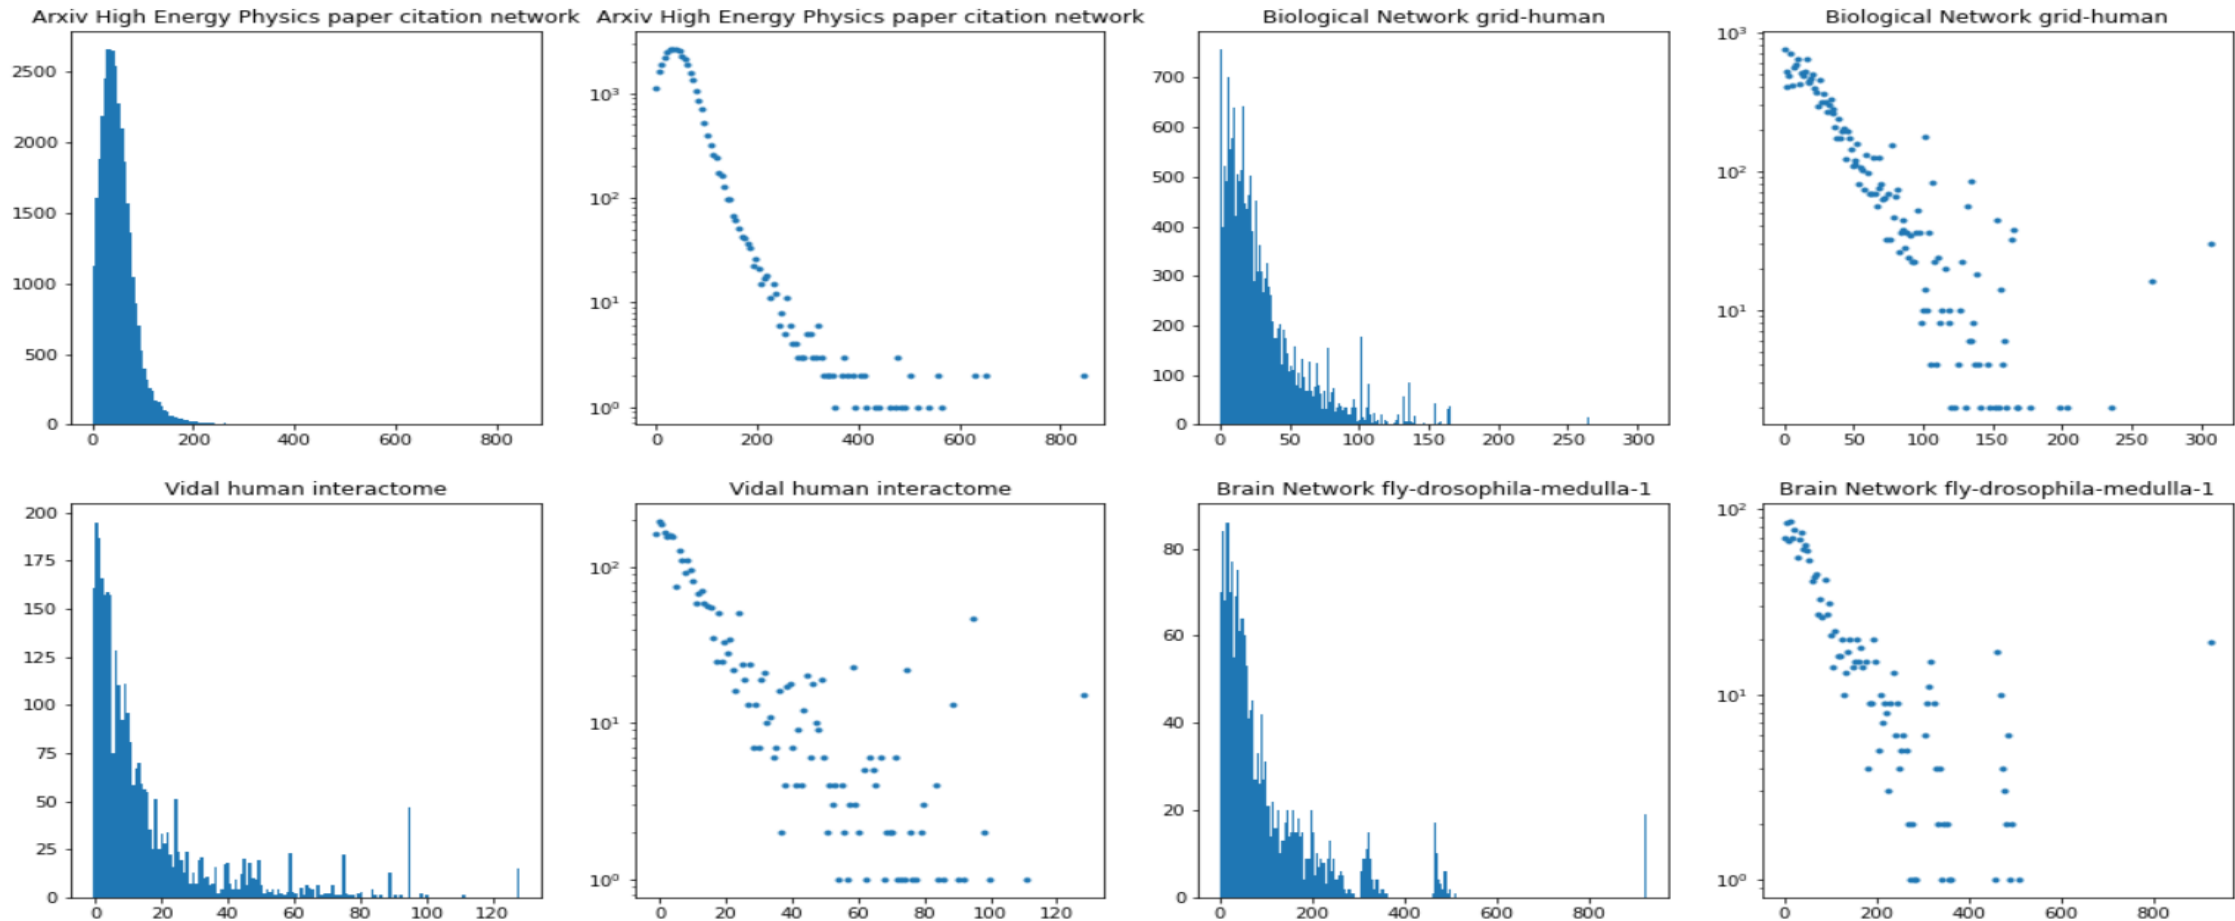 Arxiv High Energy Physics paper citation network
2500
2000
1500
1000
500
0
0 200 400 600 800
Arxiv High Energy Physics paper citation network
10³
10²
10¹
10⁰
0 200 400 600 800
Biological Network grid-human
700
600
500
400
300
200
100
0
0 50 100 150 200 250 300
Biological Network grid-human
10³
10²
10¹
0 50 100 150 200 250 300
Vidal human interactome
200
175
150
125
100
75
50
25
0
0 20 40 60 80 100 120
Vidal human interactome
10²
10¹
10⁰
0 20 40 60 80 100 120
Brain Network fly-drosophila-medulla-1
80
60
40
20
0
0 200 400 600 800
Brain Network fly-drosophila-medulla-1
10²
10¹
10⁰
0 200 400 600 800